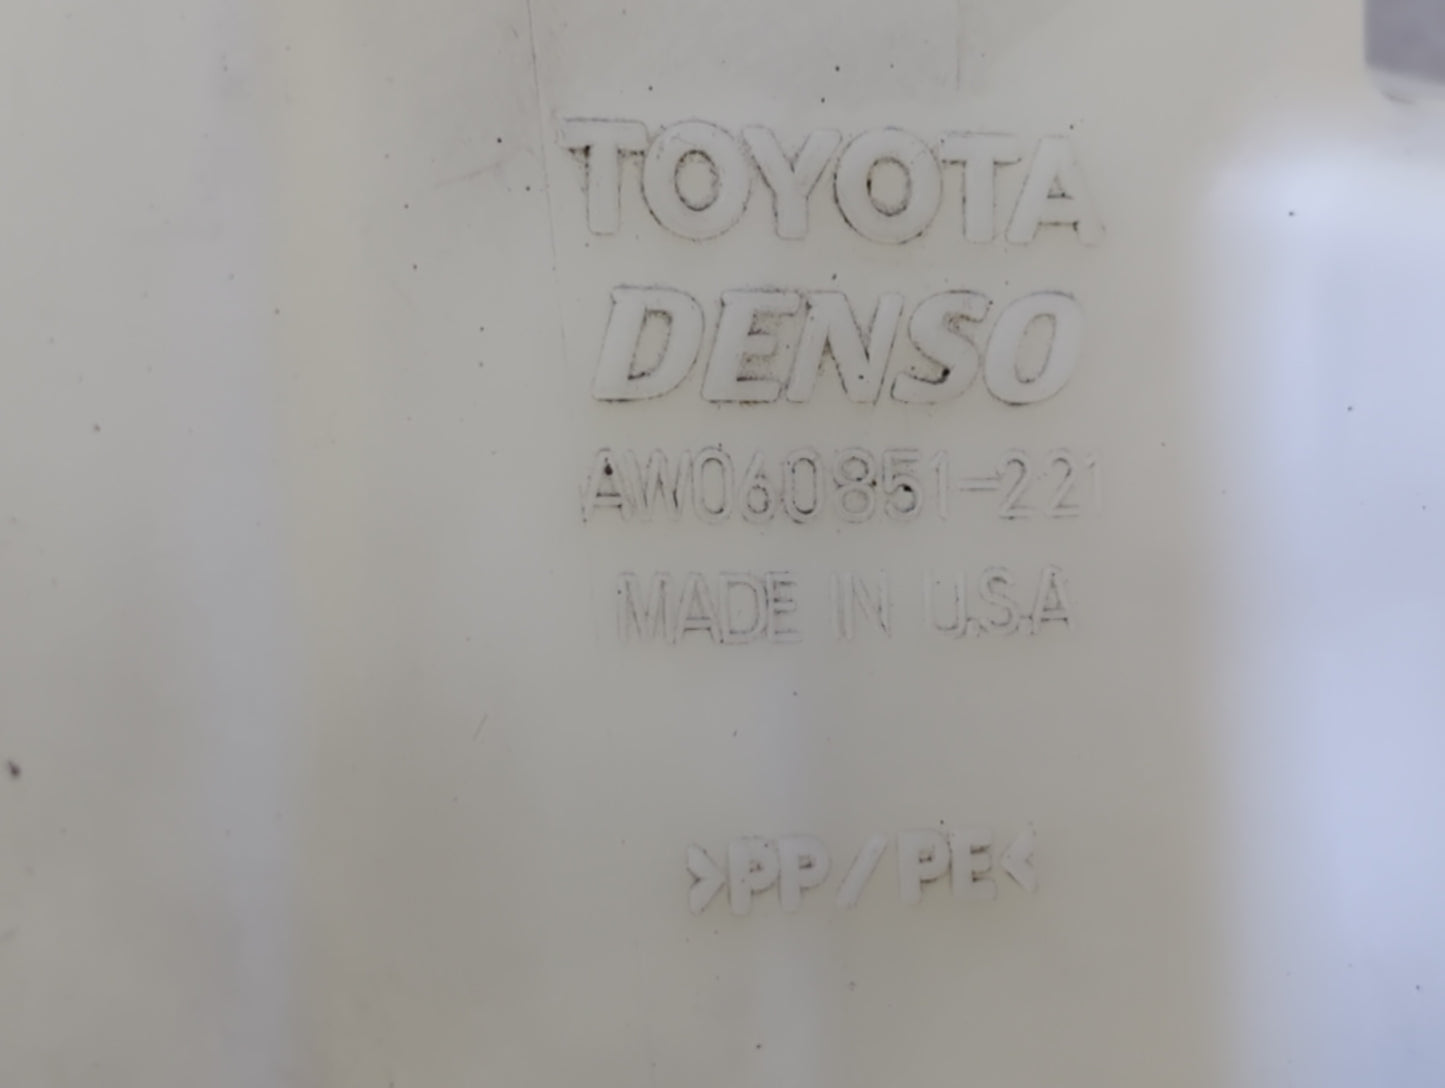 TOYOTA
DENSO
AW060851-221
MADE IN U.S.A
>PP/PE<